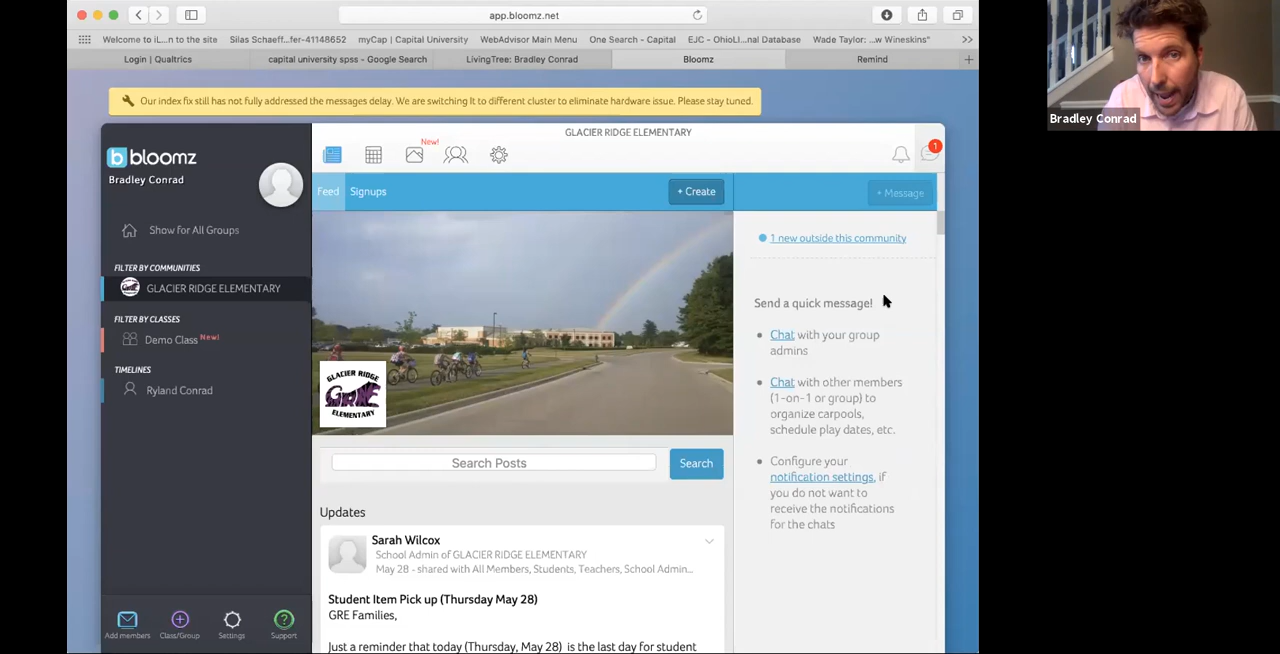 app.bloomz.net
Welcome to iL...n to the site
Silas Schaeff...fer-41148652
myCap | Capital University
WebAdvisor Main Menu
One Search - Capital
EJC - OhioLI...nal Database
Wade Taylor: ...w Wineskins"
Login | Qualtrics
capital university spss - Google Search
LivingTree: Bradley Conrad
Bloomz
Remind
Bradley Conrad
Our index fix still has not fully addressed the messages delay. We are switching It to different cluster to eliminate hardware issue. Please stay tuned.
b bloomz
Bradley Conrad
Show for All Groups
FILTER BY COMMUNITIES
GLACIER RIDGE ELEMENTARY
FILTER BY CLASSES
Demo Class New!
TIMELINES
Ryland Conrad
Add members
Class/Group
Settings
Support
GLACIER RIDGE ELEMENTARY
New!
1
Feed
Signups
+ Create
+ Message
GLACIER RIDGE
GRE
ELEMENTARY
Search Posts
Search
Updates
Sarah Wilcox
School Admin of GLACIER RIDGE ELEMENTARY
May 28 - shared with All Members, Students, Teachers, School Admin...
Student Item Pick up (Thursday May 28)
GRE Families,
Just a reminder that today (Thursday, May 28) is the last day for student
1 new outside this community
Send a quick message!
Chat with your group
admins
Chat with other members
(1-on-1 or group) to
organize carpools,
schedule play dates, etc.
Configure your
notification settings, if
you do not want to
receive the notifications
for the chats